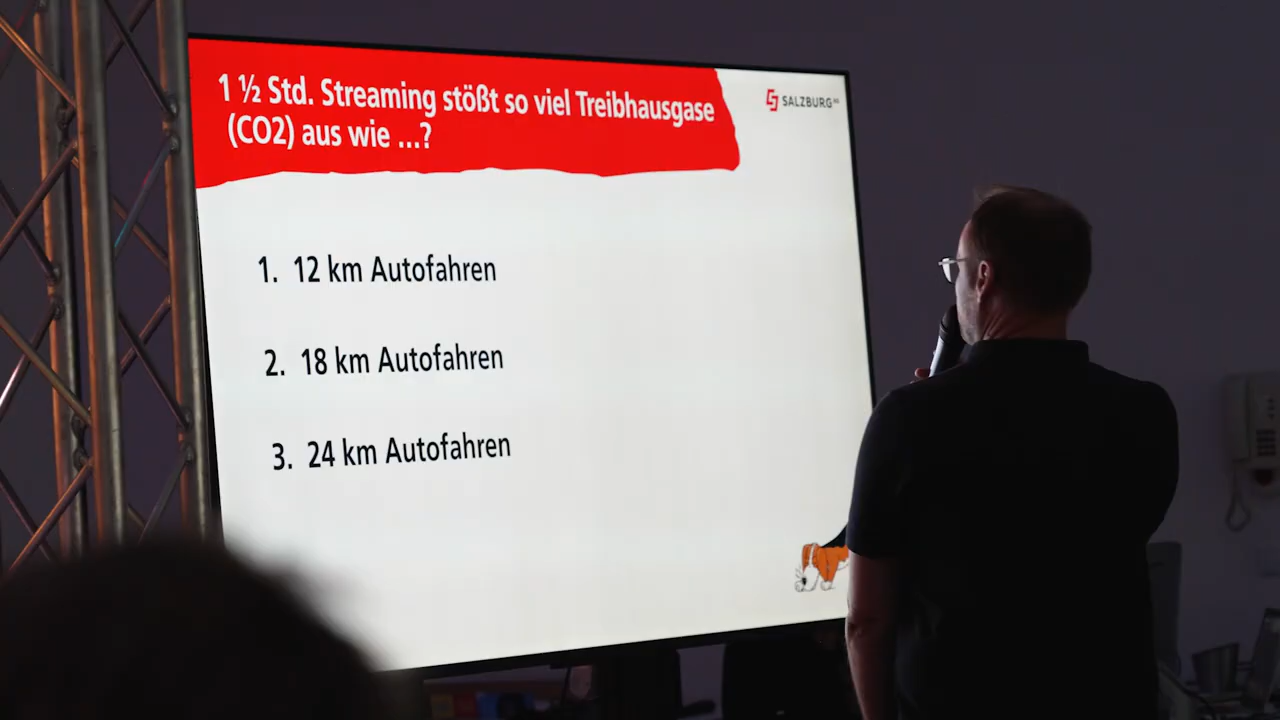 1 ½ Std. Streaming stößt so viel Treibhausgase
(CO2) aus wie ...?
SALZBURG AG
1. 12 km Autofahren
2. 18 km Autofahren
3. 24 km Autofahren